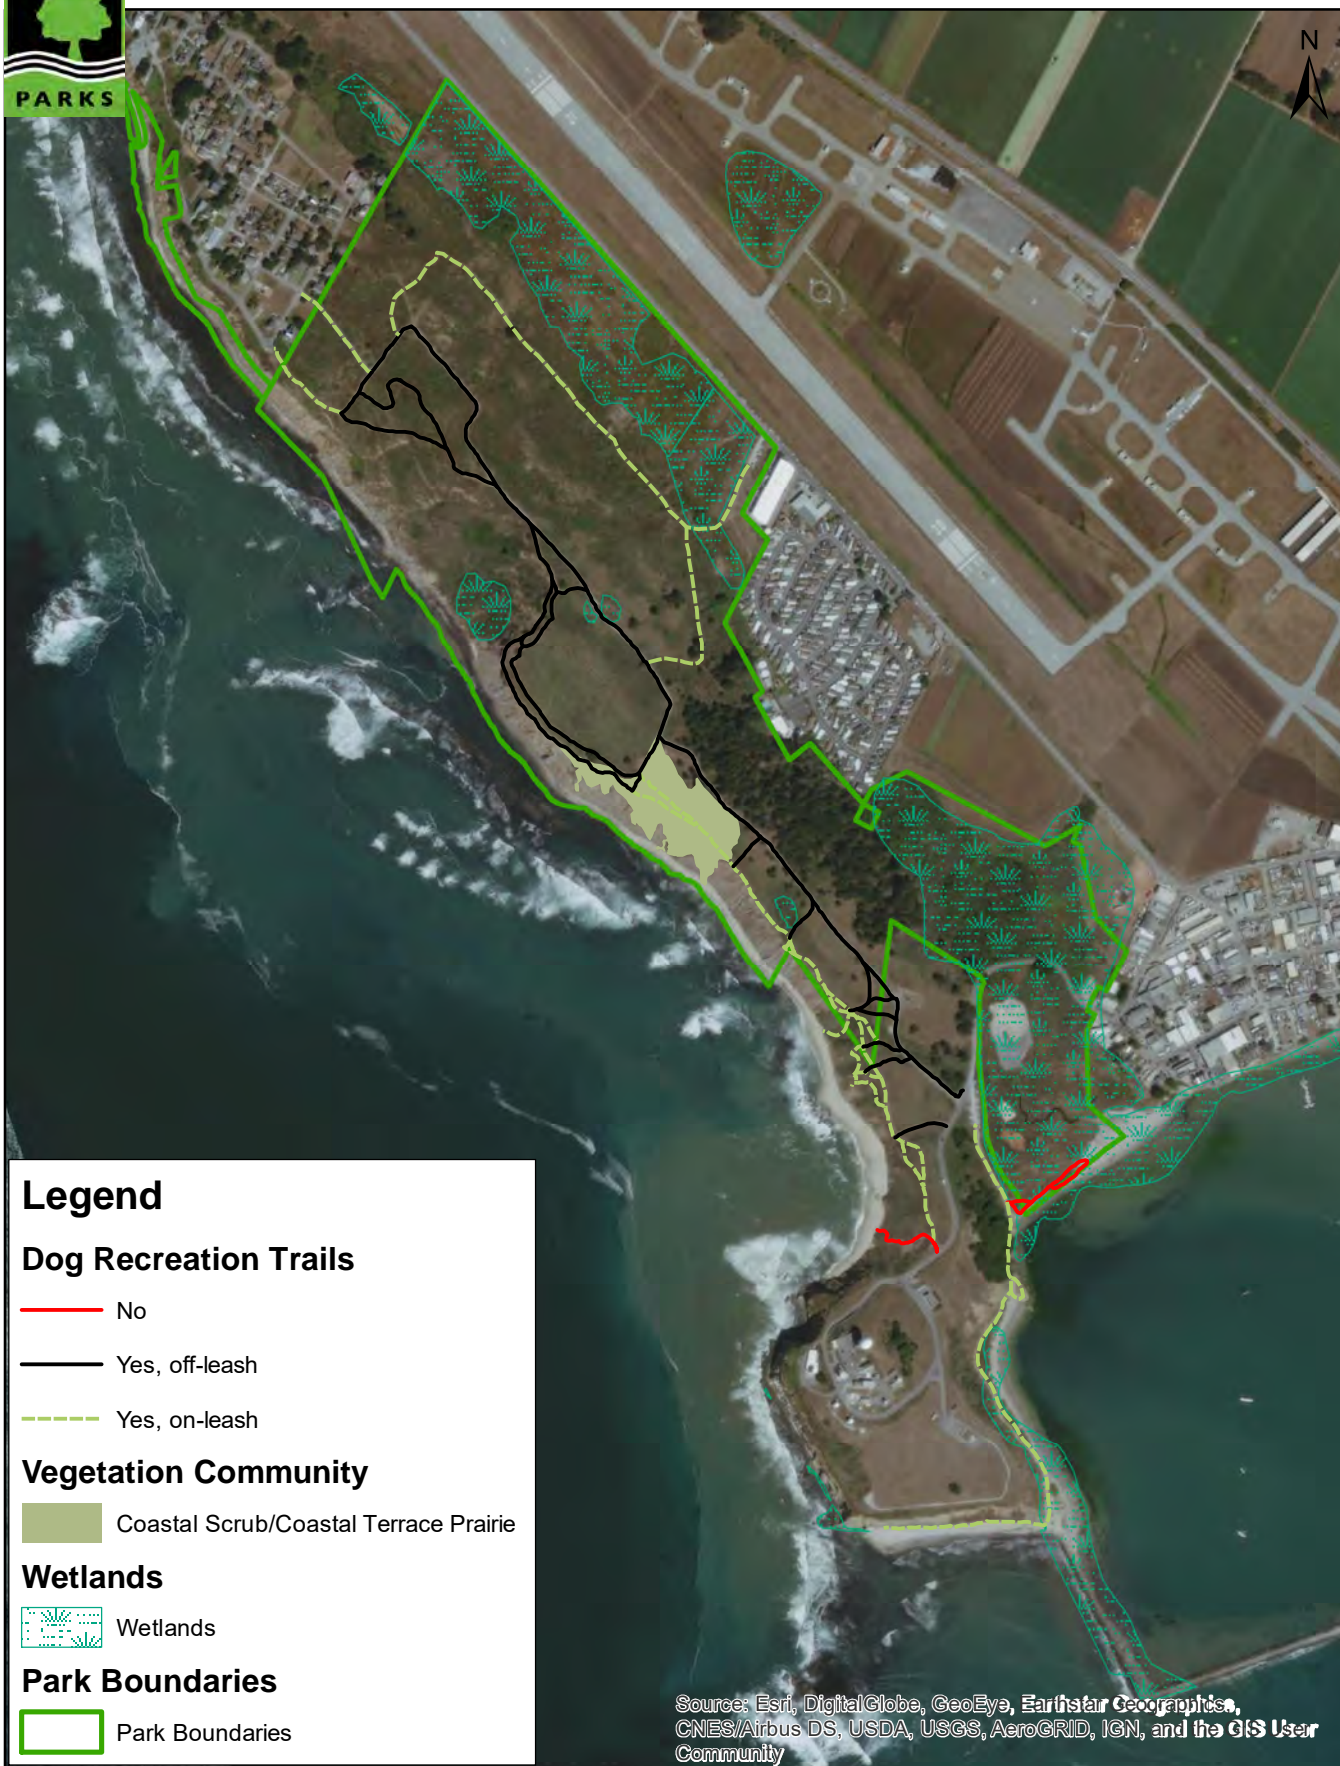 PARKS
N
Legend
Dog Recreation Trails
No
Yes, off-leash
Yes, on-leash
Vegetation Community
Coastal Scrub/Coastal Terrace Prairie
Wetlands
Wetlands
Park Boundaries
Park Boundaries
Source: Esri, DigitalGlobe, GeoEye, Earthstar Geographics,
CNES/Airbus DS, USDA, USGS, AeroGRID, IGN, and the GIS User
Community